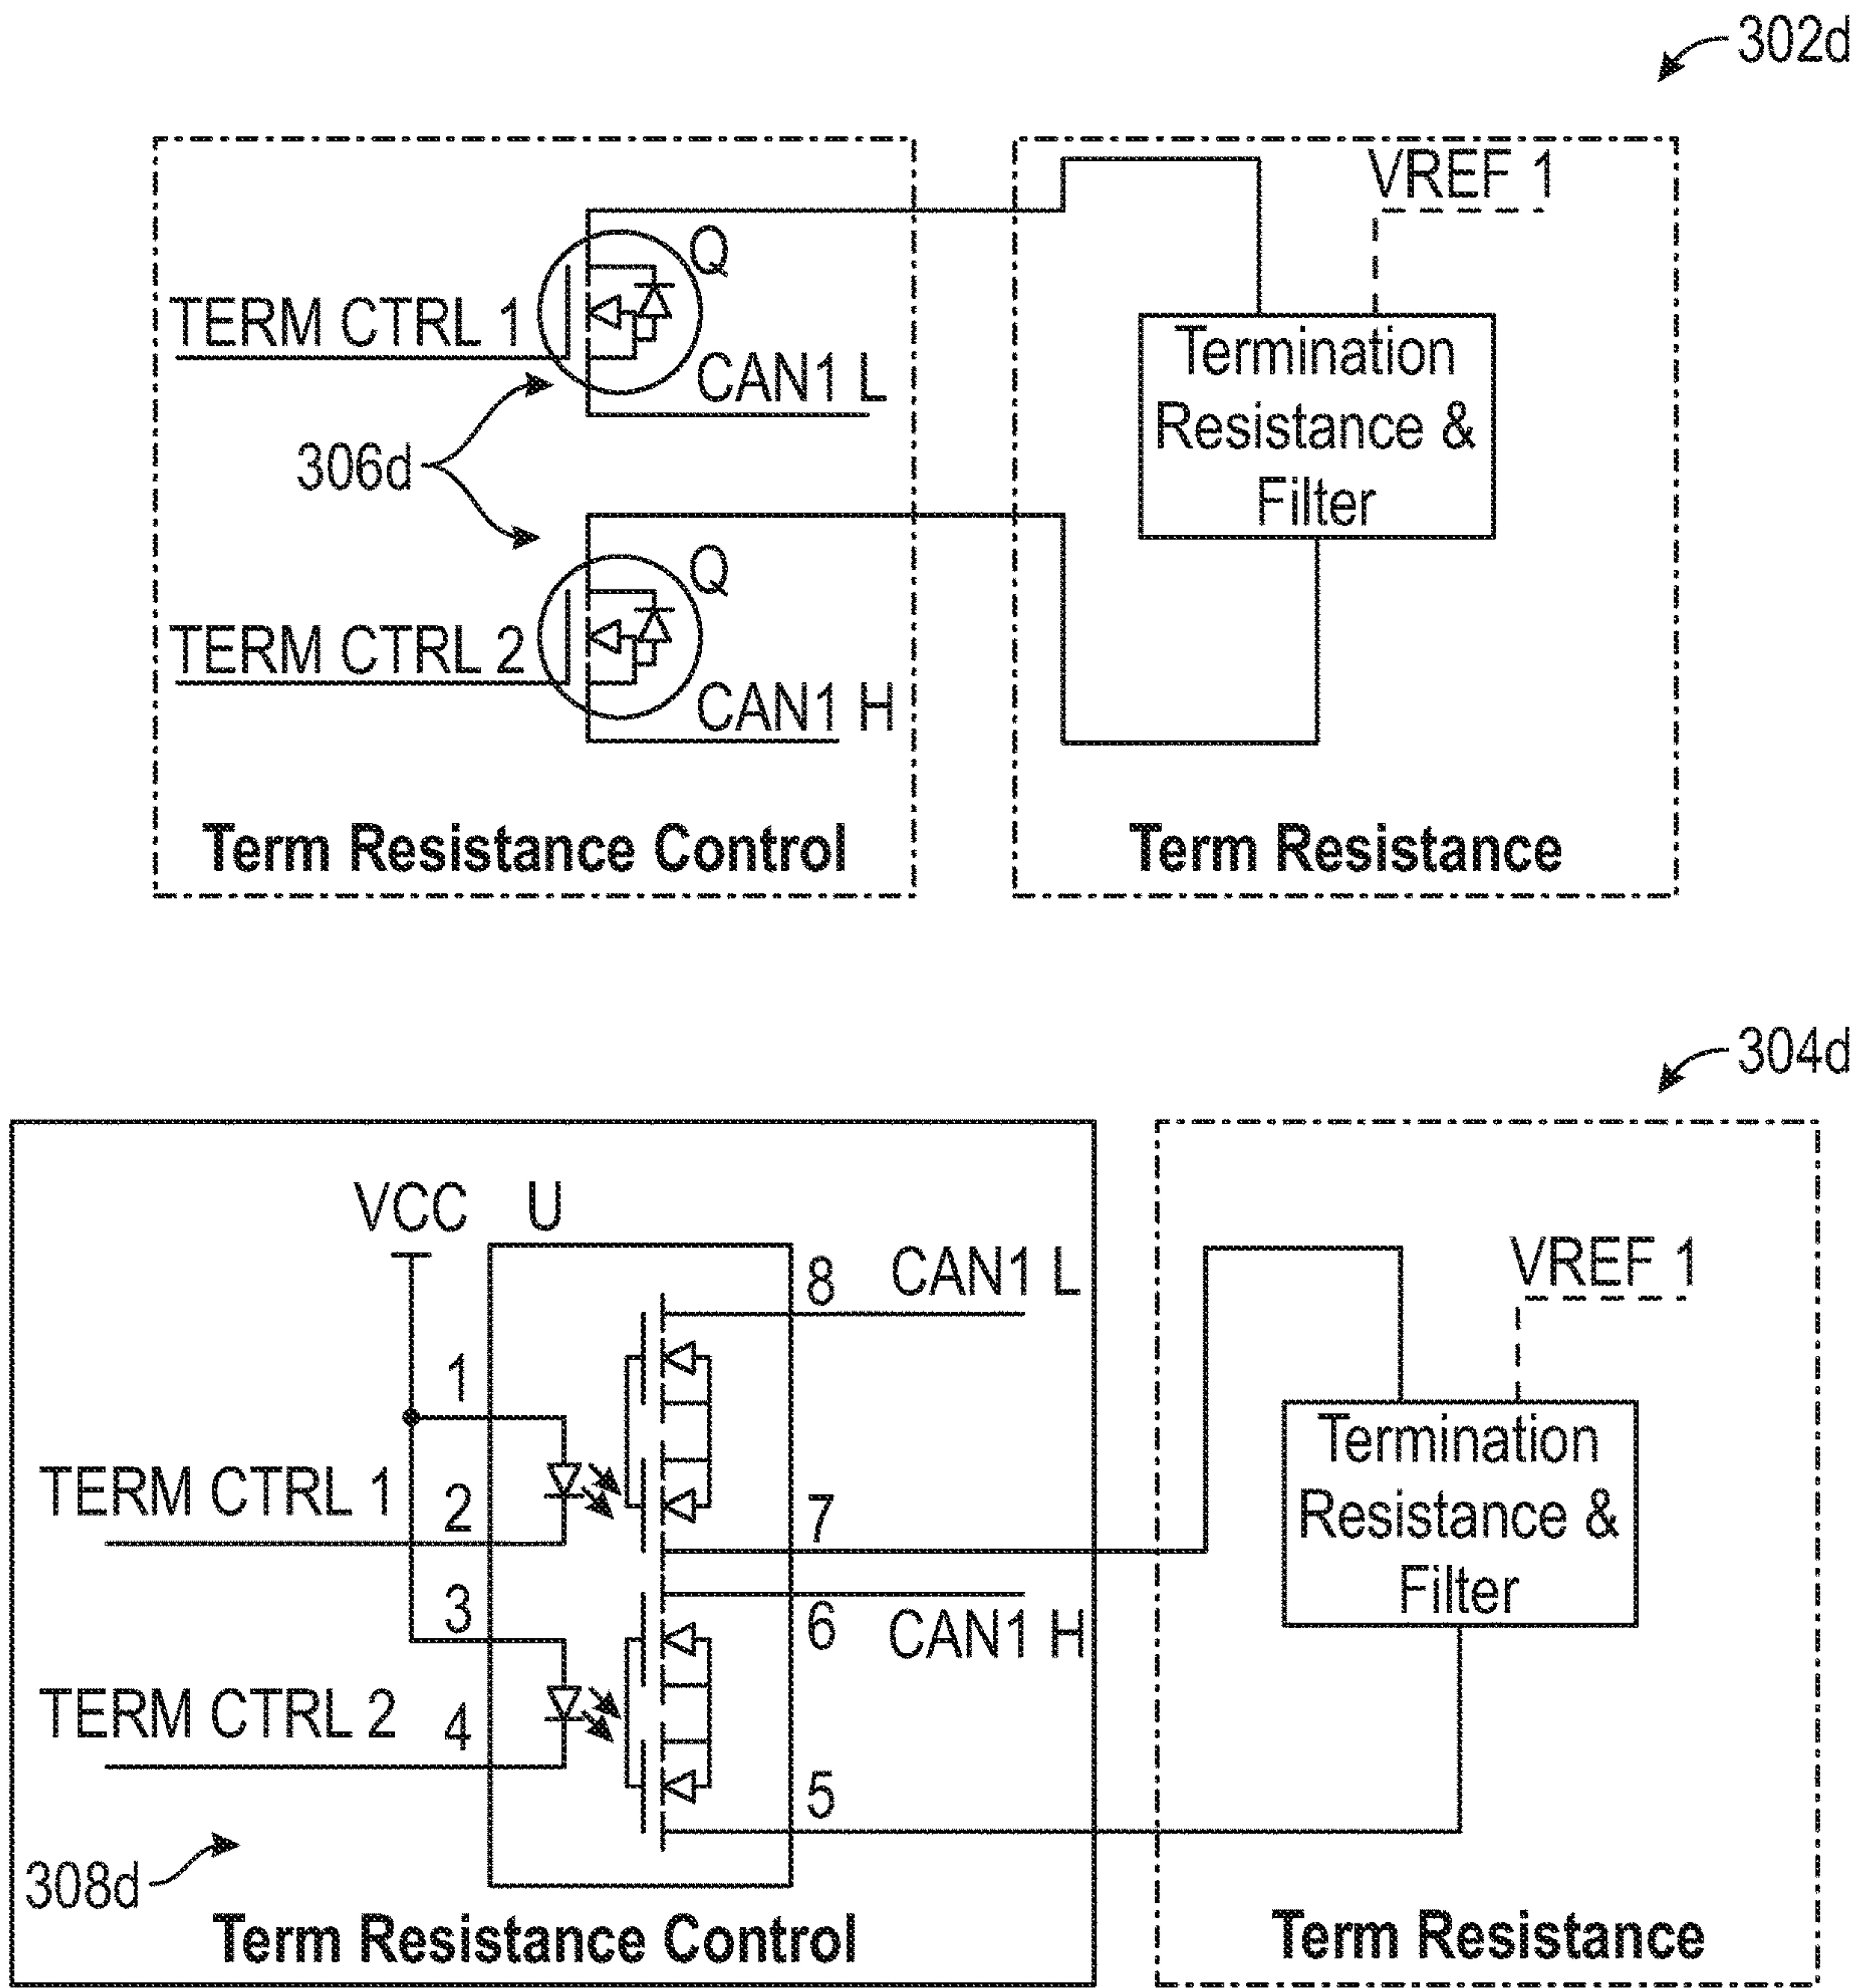 302d
VREF 1
Q
TERM CTRL 1
CAN1 L
Termination
Resistance &
Filter
306d
Q
TERM CTRL 2
CAN1 H
Term Resistance Control
Term Resistance
304d
VCC
U
8
CAN1 L
VREF 1
1
TERM CTRL 1
2
7
Termination
Resistance &
Filter
3
6
CAN1 H
TERM CTRL 2
4
5
308d
Term Resistance Control
Term Resistance